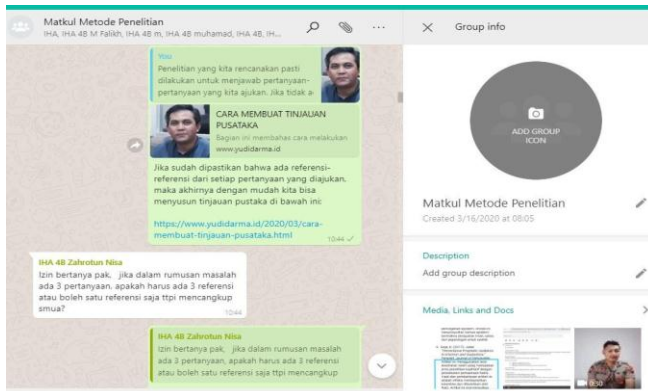 Matkul Metode Penelitian
IHA, IHA 4B M Falikh, IHA 4B m, IHA 4B muhamad, IHA 4B, IH...
You
Penelitian yang kita rencanakan pasti
dilakukan untuk menjawab pertanyaan-
pertanyaan yang kita ajukan. Jika tidak a
CARA MEMBUAT TINJAUAN
PUSATAKA
Bagian ini membahas cara melakukan
www.yudidarma.id
Jika sudah dipastikan bahwa ada referensi-
referensi dari setiap pertanyaan yang diajukan,
maka akhirnya dengan mudah kita bisa
menyusun tinjauan pustaka di bawah ini:
https://www.yudidarma.id/2020/03/cara-
membuat-tinjauan-pusataka.html
10:44
IHA 4B Zahrotun Nisa
Izin bertanya pak,  jika dalam rumusan masalah
ada 3 pertanyaan, apakah harus ada 3 referensi
atau boleh satu referensi saja ttpi mencangkup
smua?
10:44
IHA 4B Zahrotun Nisa
Izin bertanya pak,  jika dalam rumusan masalah
ada 3 pertanyaan, apakah harus ada 3 referensi
atau boleh satu referensi saja ttpi mencangkup
Group info
ADD GROUP
ICON
Matkul Metode Penelitian
Created 3/16/2020 at 08:05
Description
Add group description
Media, Links and Docs
0:30